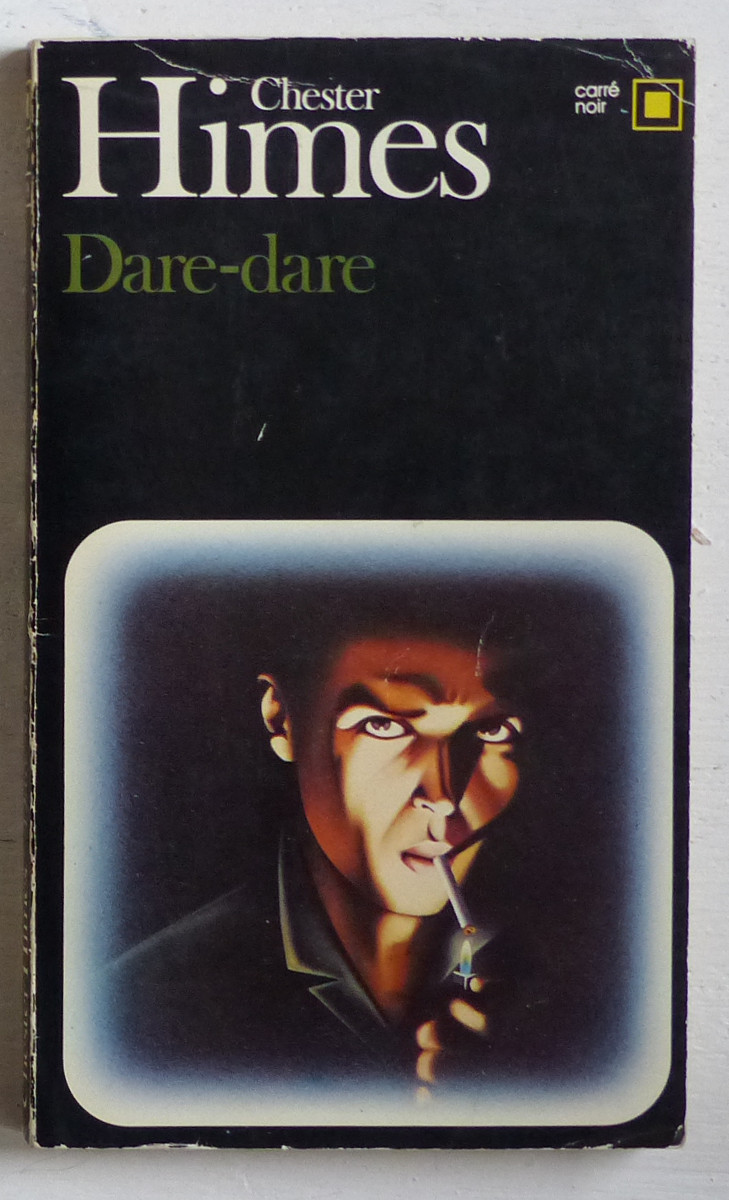 Chester
Himes
Dare-dare
carré
noir